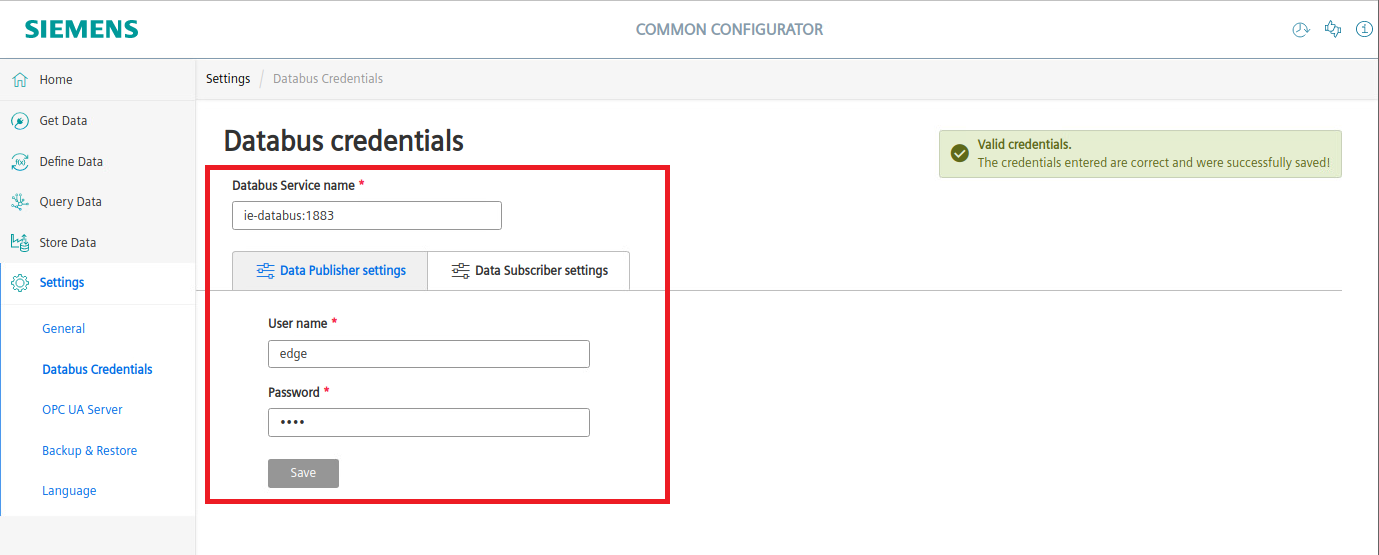 SIEMENS
COMMON CONFIGURATOR
Home
Get Data
Define Data
Query Data
Store Data
Settings
General
Databus Credentials
OPC UA Server
Backup & Restore
Language
Settings / Databus Credentials
Databus credentials
Valid credentials.
The credentials entered are correct and were successfully saved!
Databus Service name *
ie-databus:1883
Data Publisher settings
Data Subscriber settings
User name *
edge
Password *
••••
Save